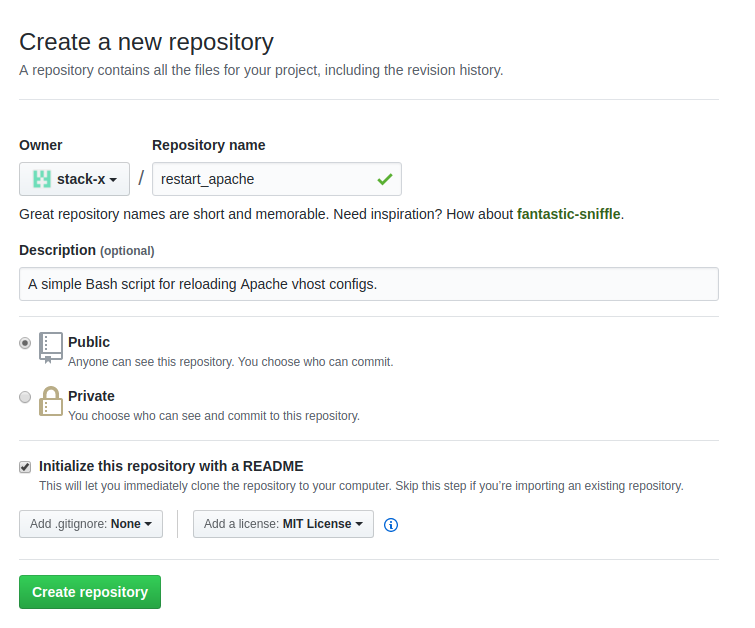 Create a new repository
A repository contains all the files for your project, including the revision history.
Owner
Repository name
stack-x / restart_apache
Great repository names are short and memorable. Need inspiration? How about fantastic-sniffle.
Description (optional)
A simple Bash script for reloading Apache vhost configs.
Public
Anyone can see this repository. You choose who can commit.
Private
You choose who can see and commit to this repository.
Initialize this repository with a README
This will let you immediately clone the repository to your computer. Skip this step if you’re importing an existing repository.
Add .gitignore: None
Add a license: MIT License
Create repository